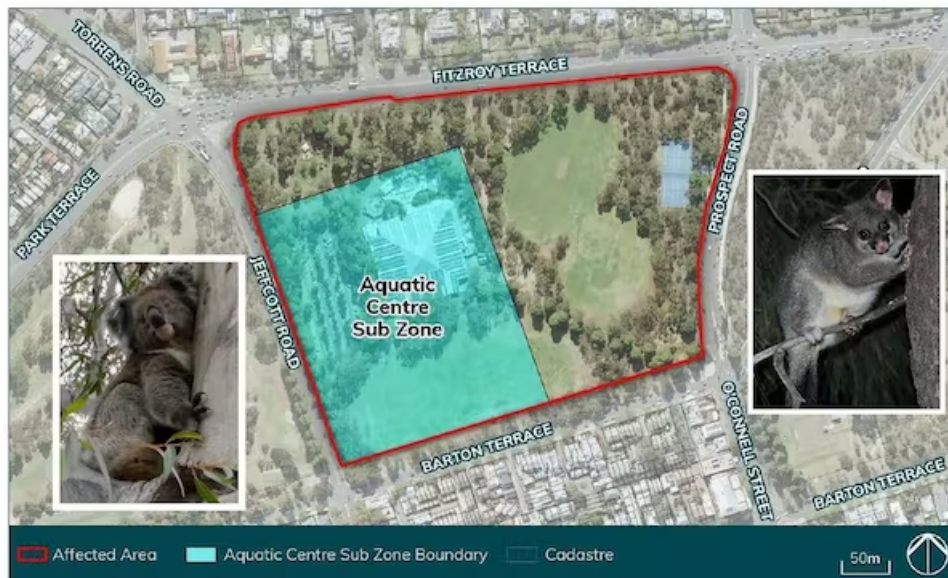 TORRENS ROAD
FITZROY TERRACE
PARK TERRACE
PROSPECT ROAD
JEFFCOTT ROAD
Aquatic
Centre
Sub Zone
BARTON TERRACE
O'CONNELL STREET
BARTON TERRACE
Affected Area
Aquatic Centre Sub Zone Boundary
Cadastre
50m